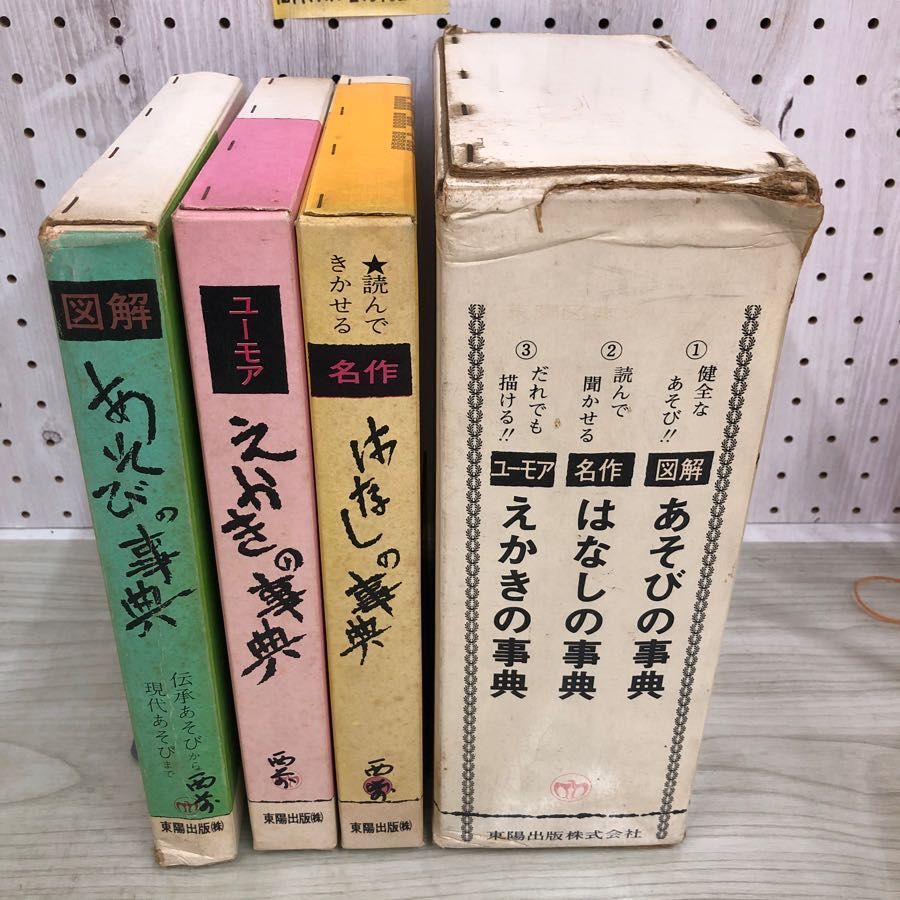 図解
あそびの事典
伝承あそびから
現代あそびまで
東陽出版㈱
ユーモア
えかきの事典
東陽出版㈱
★読んで
きかせる
名作
はなしの事典
東陽出版㈱
①健全な
あそび!!
図解
あそびの事典
②読んで
聞かせる
名作
はなしの事典
③だれでも
描ける!!
ユーモア
えかきの事典
東陽出版株式会社